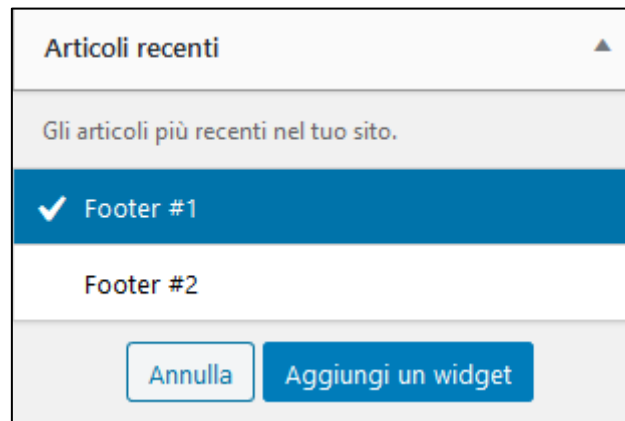 Articoli recenti
Gli articoli più recenti nel tuo sito.
Footer #1
Footer #2
Annulla Aggiungi un widget